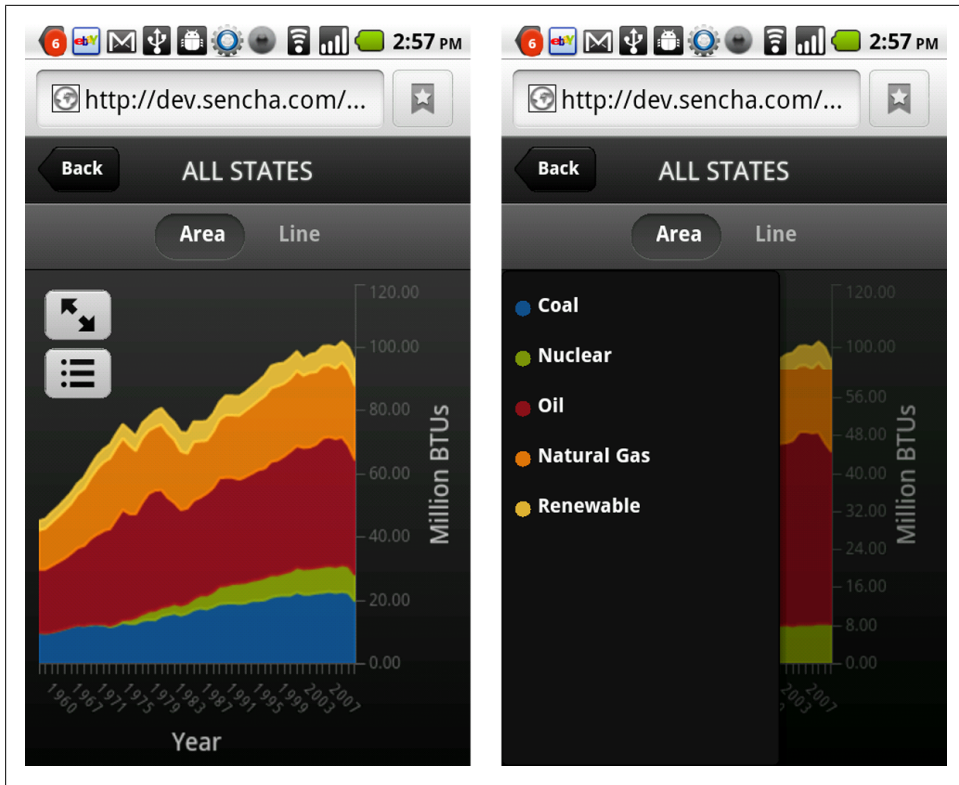 6 ebY 2:57 PM
http://dev.sencha.com/...
Back ALL STATES
Area Line
120.00
100.00
80.00
60.00
40.00
20.00
0.00
Million BTUs
1960 1967 1971 1975 1979 1983 1987 1991 1995 1999 2003 2007
Year
6 ebY 2:57 PM
http://dev.sencha.com/...
Back ALL STATES
Area Line
Coal
Nuclear
Oil
Natural Gas
Renewable
120.00
100.00
56.00
48.00
40.00
32.00
24.00
16.00
8.00
0.00
Million BTUs
2003 2007